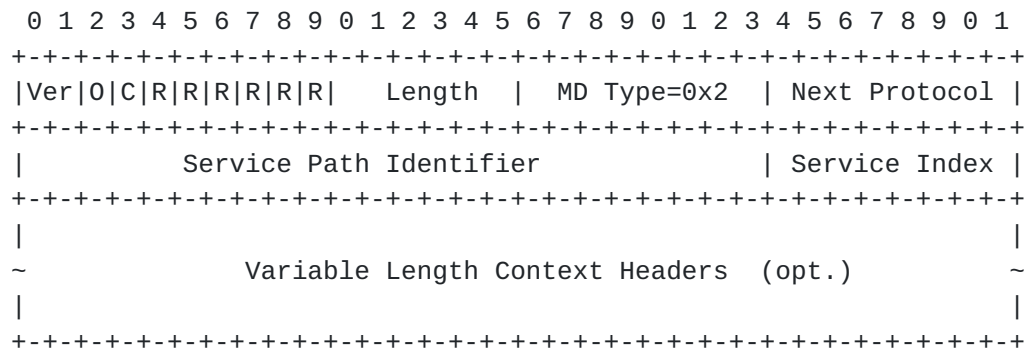 0 1 2 3 4 5 6 7 8 9 0 1 2 3 4 5 6 7 8 9 0 1 2 3 4 5 6 7 8 9 0 1
+-+-+-+-+-+-+-+-+-+-+-+-+-+-+-+-+-+-+-+-+-+-+-+-+-+-+-+-+-+-+-+-+
|Ver|O|C|R|R|R|R|R|R|   Length  |  MD Type=0x2  | Next Protocol |
+-+-+-+-+-+-+-+-+-+-+-+-+-+-+-+-+-+-+-+-+-+-+-+-+-+-+-+-+-+-+-+-+
|          Service Path Identifier              | Service Index |
+-+-+-+-+-+-+-+-+-+-+-+-+-+-+-+-+-+-+-+-+-+-+-+-+-+-+-+-+-+-+-+-+
|                                                               |
~              Variable Length Context Headers  (opt.)          ~
|                                                               |
+-+-+-+-+-+-+-+-+-+-+-+-+-+-+-+-+-+-+-+-+-+-+-+-+-+-+-+-+-+-+-+-+